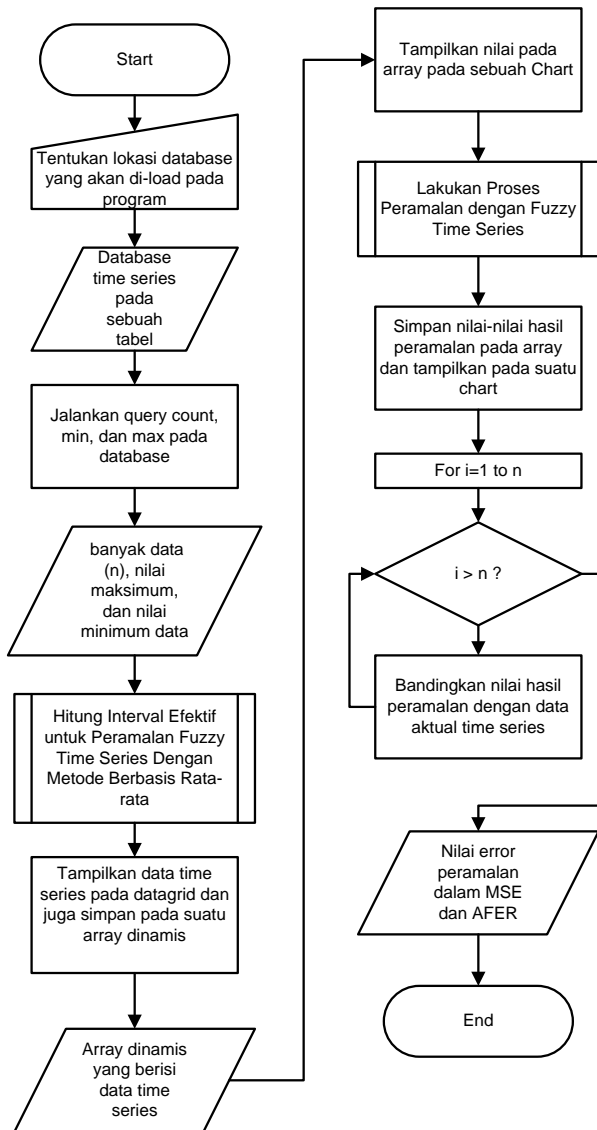 Start
Tentukan lokasi database
yang akan di-load pada
program
Database
time series
pada
sebuah
tabel
Jalankan query count,
min, dan max pada
database
banyak data
(n), nilai
maksimum,
dan nilai
minimum data
Hitung Interval Efektif
untuk Peramalan Fuzzy
Time Series Dengan
Metode Berbasis Rata-
rata
Tampilkan data time
series pada datagrid dan
juga simpan pada suatu
array dinamis
Array dinamis
yang berisi
data time
series
Tampilkan nilai pada
array pada sebuah Chart
Lakukan Proses
Peramalan dengan Fuzzy
Time Series
Simpan nilai-nilai hasil
peramalan pada array
dan tampilkan pada suatu
chart
For i=1 to n
i > n ?
Bandingkan nilai hasil
peramalan dengan data
aktual time series
Nilai error
peramalan
dalam MSE
dan AFER
End